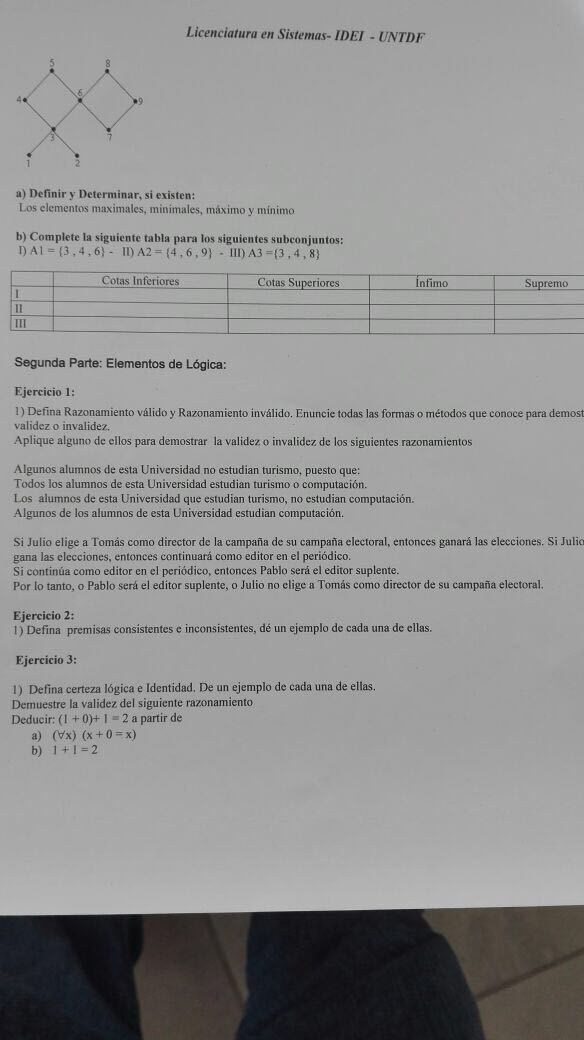 Licenciatura en Sistemas- IDEI - UNTDF
5 8
4 6 9
3 7
1 2
a) Definir y Determinar, si existen:
Los elementos maximales, minimales, máximo y mínimo
b) Complete la siguiente tabla para los siguientes subconjuntos:
I) A1 = {3 , 4 , 6} - II) A2 = {4 , 6 , 9} - III) A3 ={3 , 4 , 8}
Cotas Inferiores Cotas Superiores Ínfimo Supremo
I
II
III
Segunda Parte: Elementos de Lógica:
Ejercicio 1:
1) Defina Razonamiento válido y Razonamiento inválido. Enuncie todas las formas o métodos que conoce para demost
validez o invalidez.
Aplique alguno de ellos para demostrar la validez o invalidez de los siguientes razonamientos
Algunos alumnos de esta Universidad no estudian turismo, puesto que:
Todos los alumnos de esta Universidad estudian turismo o computación.
Los alumnos de esta Universidad que estudian turismo, no estudian computación.
Algunos de los alumnos de esta Universidad estudian computación.
Si Julio elige a Tomás como director de la campaña de su campaña electoral, entonces ganará las elecciones. Si Julio
gana las elecciones, entonces continuará como editor en el periódico.
Si continúa como editor en el periódico, entonces Pablo será el editor suplente.
Por lo tanto, o Pablo será el editor suplente, o Julio no elige a Tomás como director de su campaña electoral.
Ejercicio 2:
1) Defina premisas consistentes e inconsistentes, dé un ejemplo de cada una de ellas.
Ejercicio 3:
1) Defina certeza lógica e Identidad. De un ejemplo de cada una de ellas.
Demuestre la validez del siguiente razonamiento
Deducir: (1 + 0)+ 1 = 2 a partir de
a) (∀x) (x + 0 = x)
b) 1 + 1 = 2